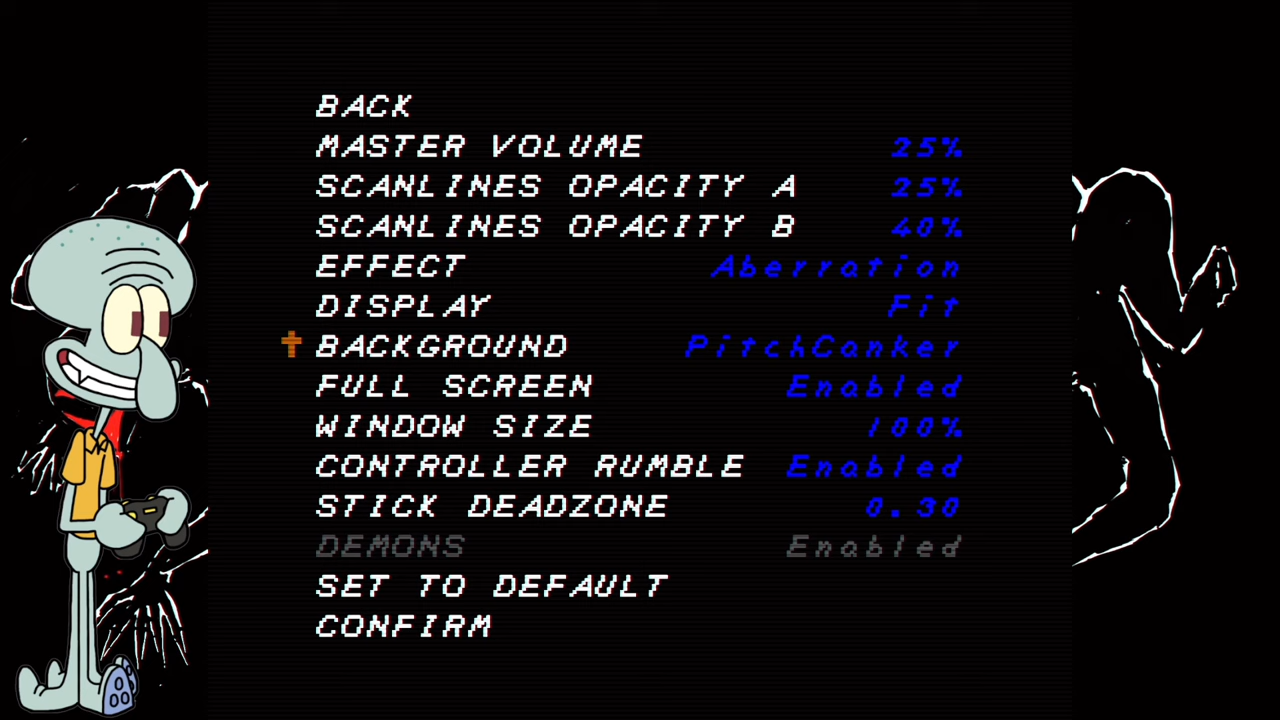 BACK
MASTER VOLUME 25%
SCANLINES OPACITY A 25%
SCANLINES OPACITY B 40%
EFFECT Aberration
DISPLAY Fit
BACKGROUND PitchCanker
FULL SCREEN Enabled
WINDOW SIZE 100%
CONTROLLER RUMBLE Enabled
STICK DEADZONE 0.30
DEMONS Enabled
SET TO DEFAULT
CONFIRM